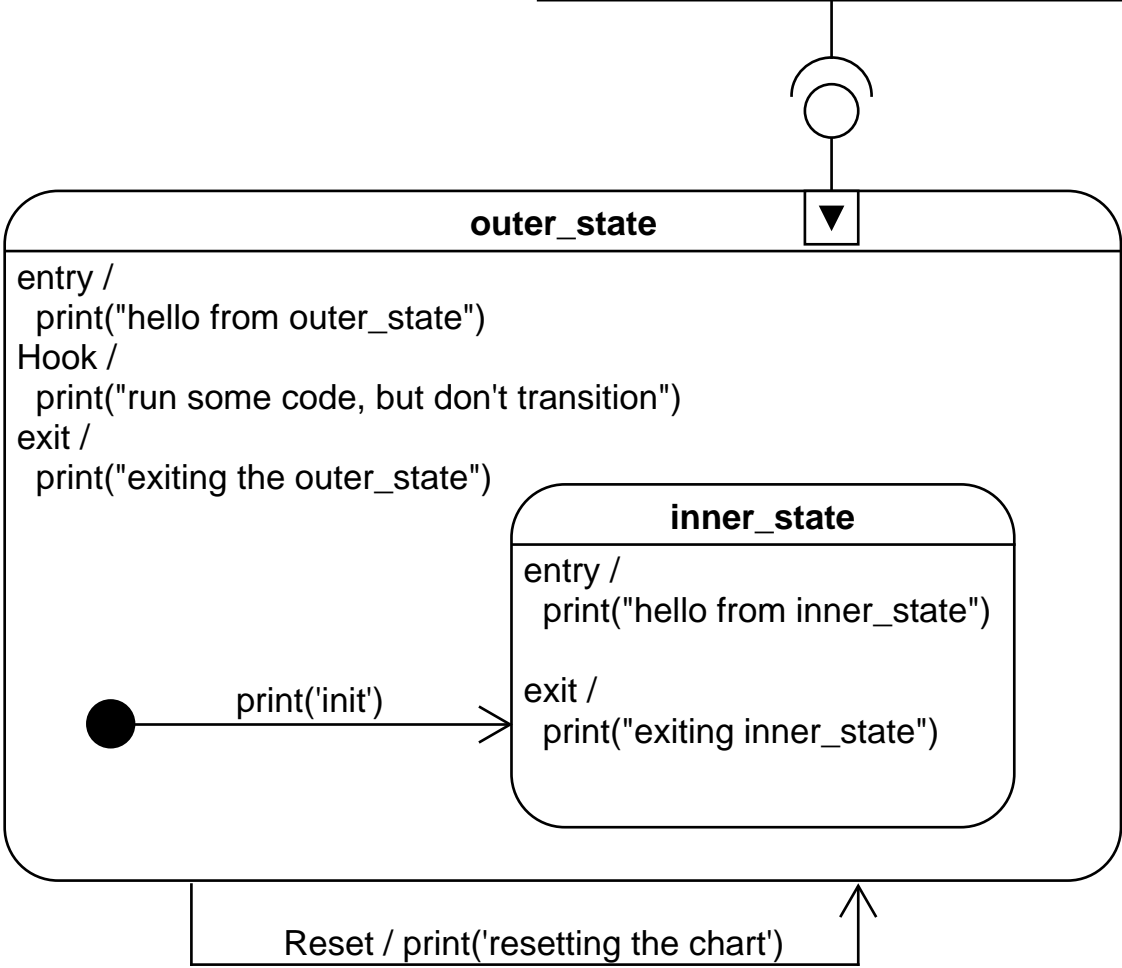 outer_state
entry /
print("hello from outer_state")
Hook /
print("run some code, but don't transition")
exit /
print("exiting the outer_state")
inner_state
entry /
print("hello from inner_state")
exit /
print("exiting inner_state")
print('init')
Reset / print('resetting the chart')